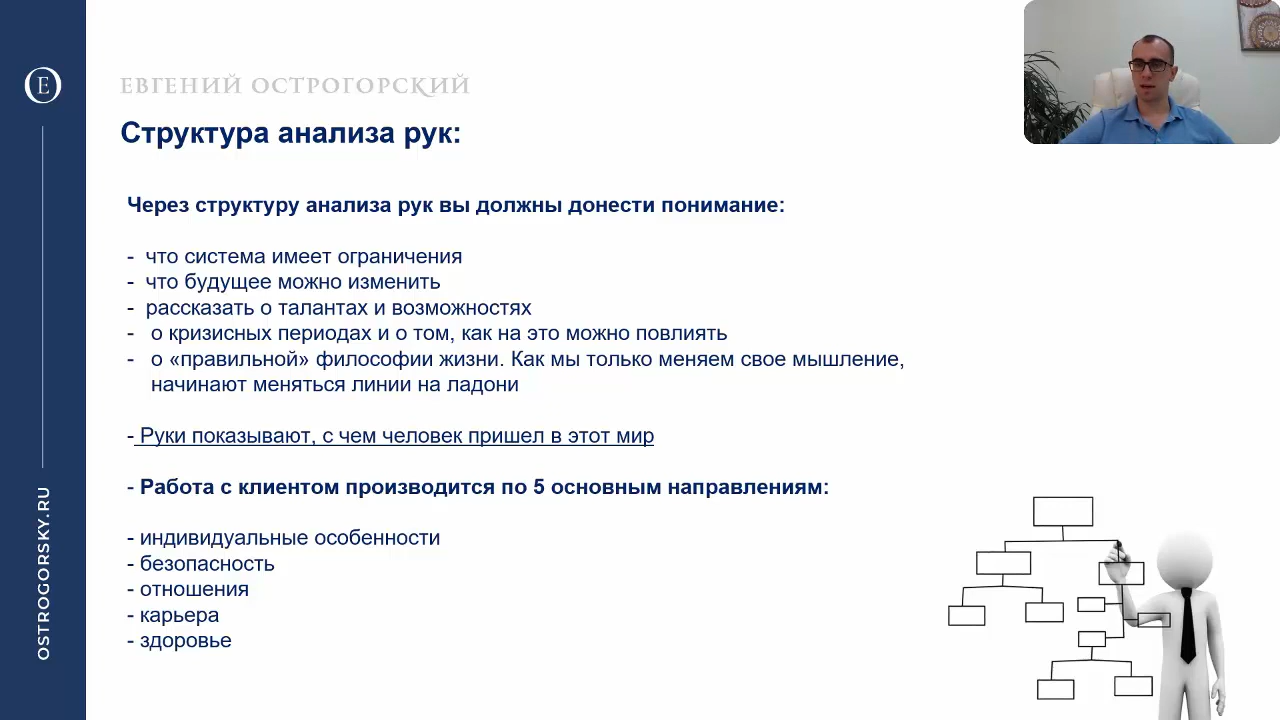 ЕВГЕНИЙ ОСТРОГОРСКИЙ
Структура анализа рук:
Через структуру анализа рук вы должны донести понимание:
- что система имеет ограничения
- что будущее можно изменить
- рассказать о талантах и возможностях
- о кризисных периодах и о том, как на это можно повлиять
- о «правильной» философии жизни. Как мы только меняем свое мышление,
начинают меняться линии на ладони
- Руки показывают, с чем человек пришел в этот мир
- Работа с клиентом производится по 5 основным направлениям:
- индивидуальные особенности
- безопасность
- отношения
- карьера
- здоровье
OSTROGORSKY.RU